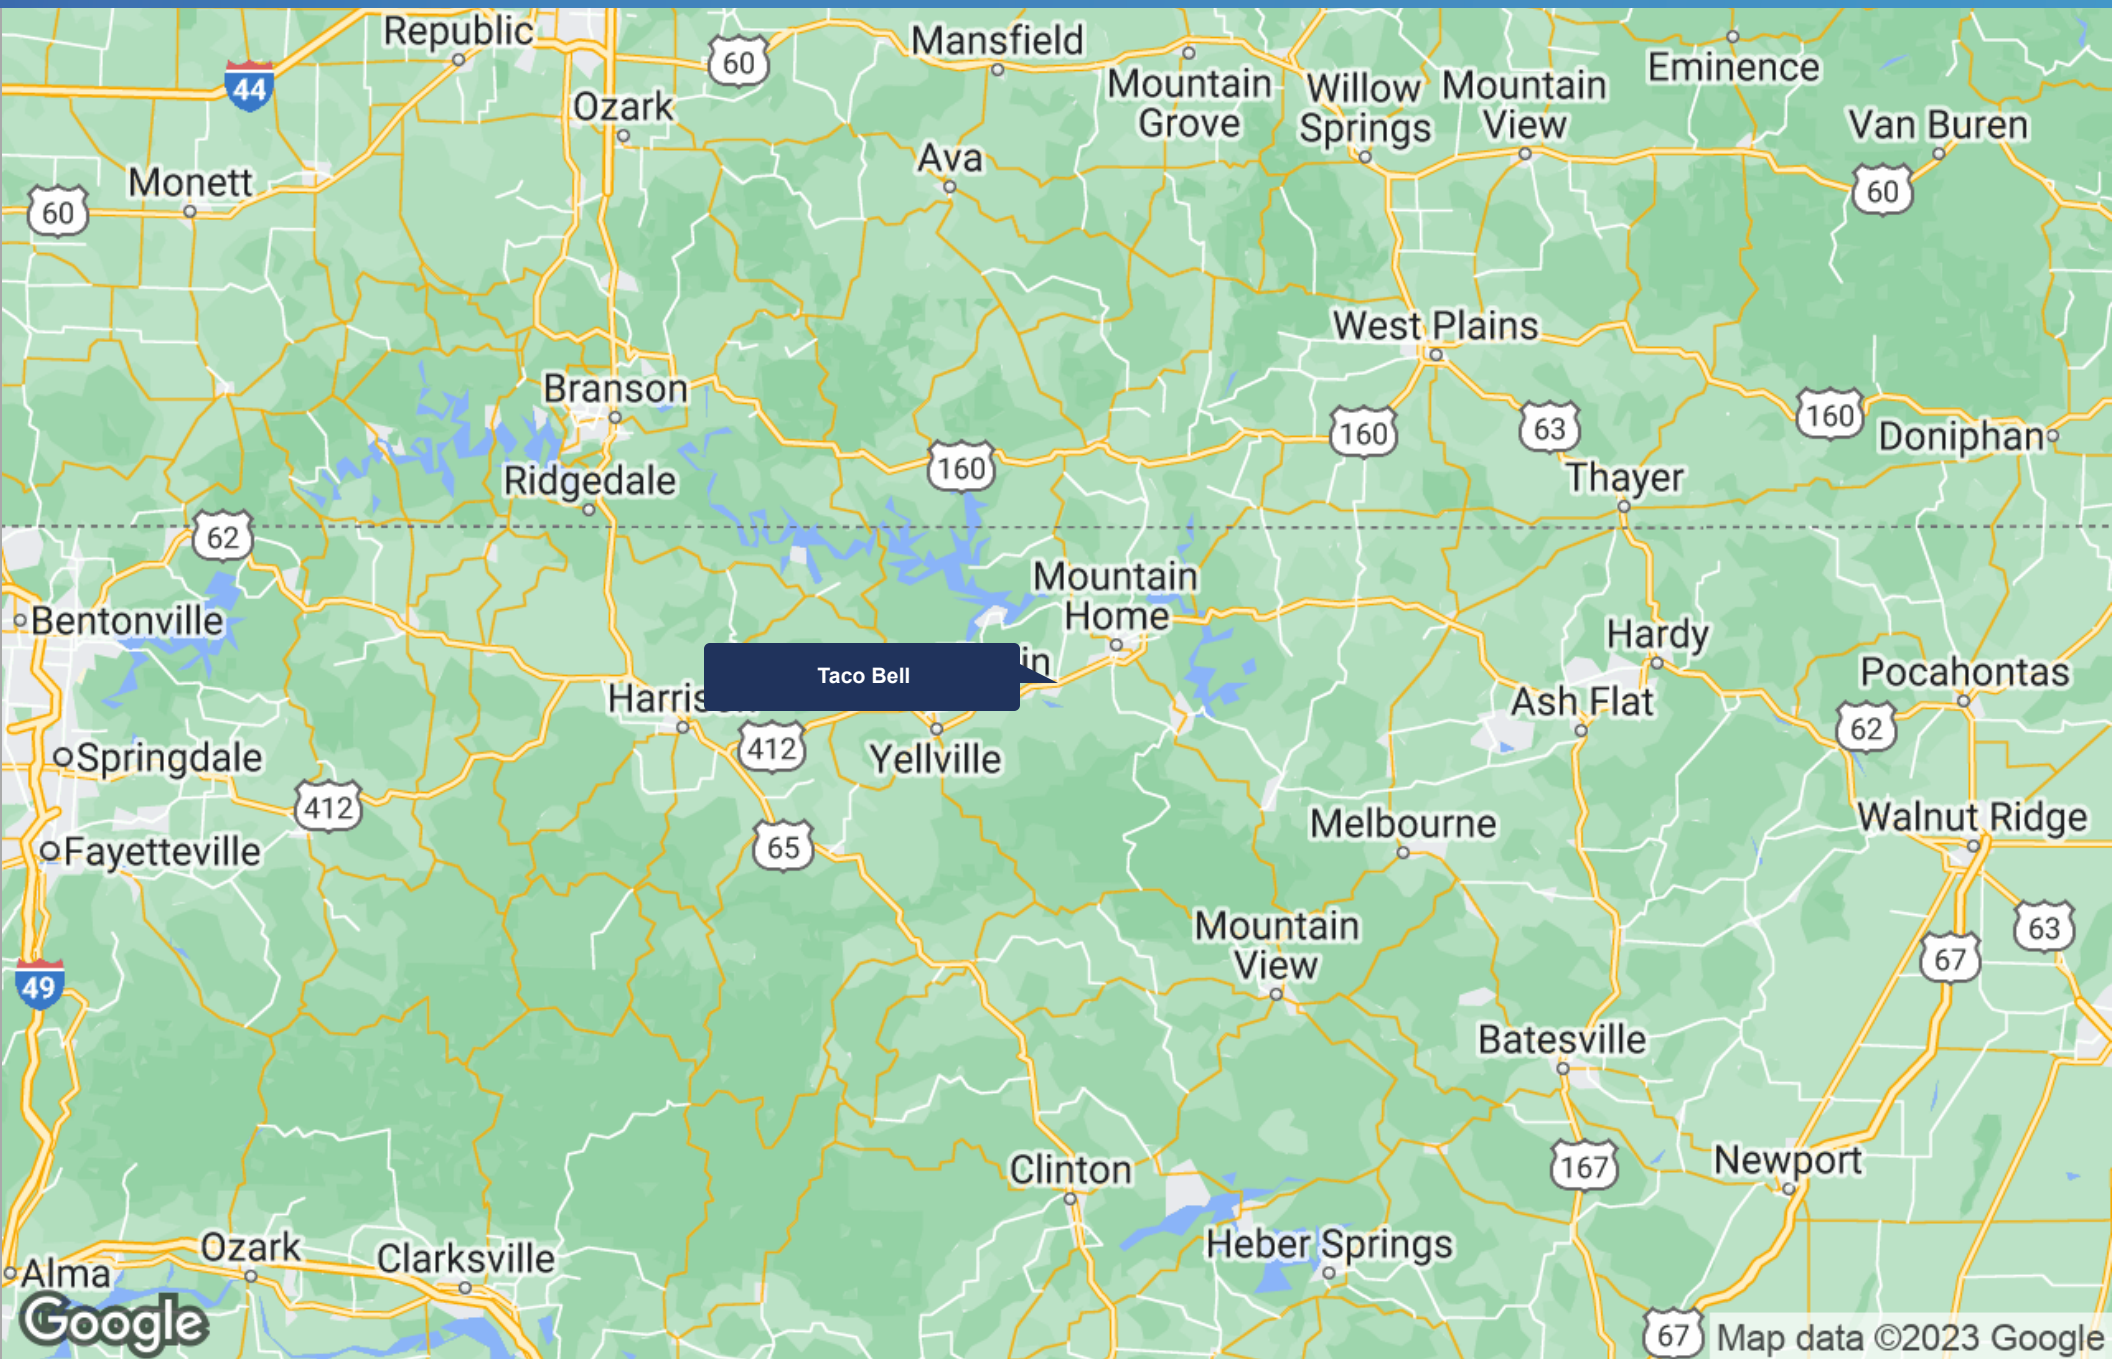 Republic
60
Mansfield
Eminence
44
Mountain
Grove
Willow
Springs
Mountain
View
Ozark
Van Buren
Ava
Monett
60
60
West Plains
Branson
160
160
63
160
Doniphan
Ridgedale
Thayer
62
Mountain
Home
Bentonville
Hardy
Taco Bell
Pocahontas
Ash Flat
62
412
Yellville
Springdale
412
Melbourne
Walnut Ridge
65
Fayetteville
Mountain
View
63
67
49
Batesville
Clinton
167
Newport
Ozark
Clarksville
Heber Springs
Alma
Google
67
Map data ©2023 Google